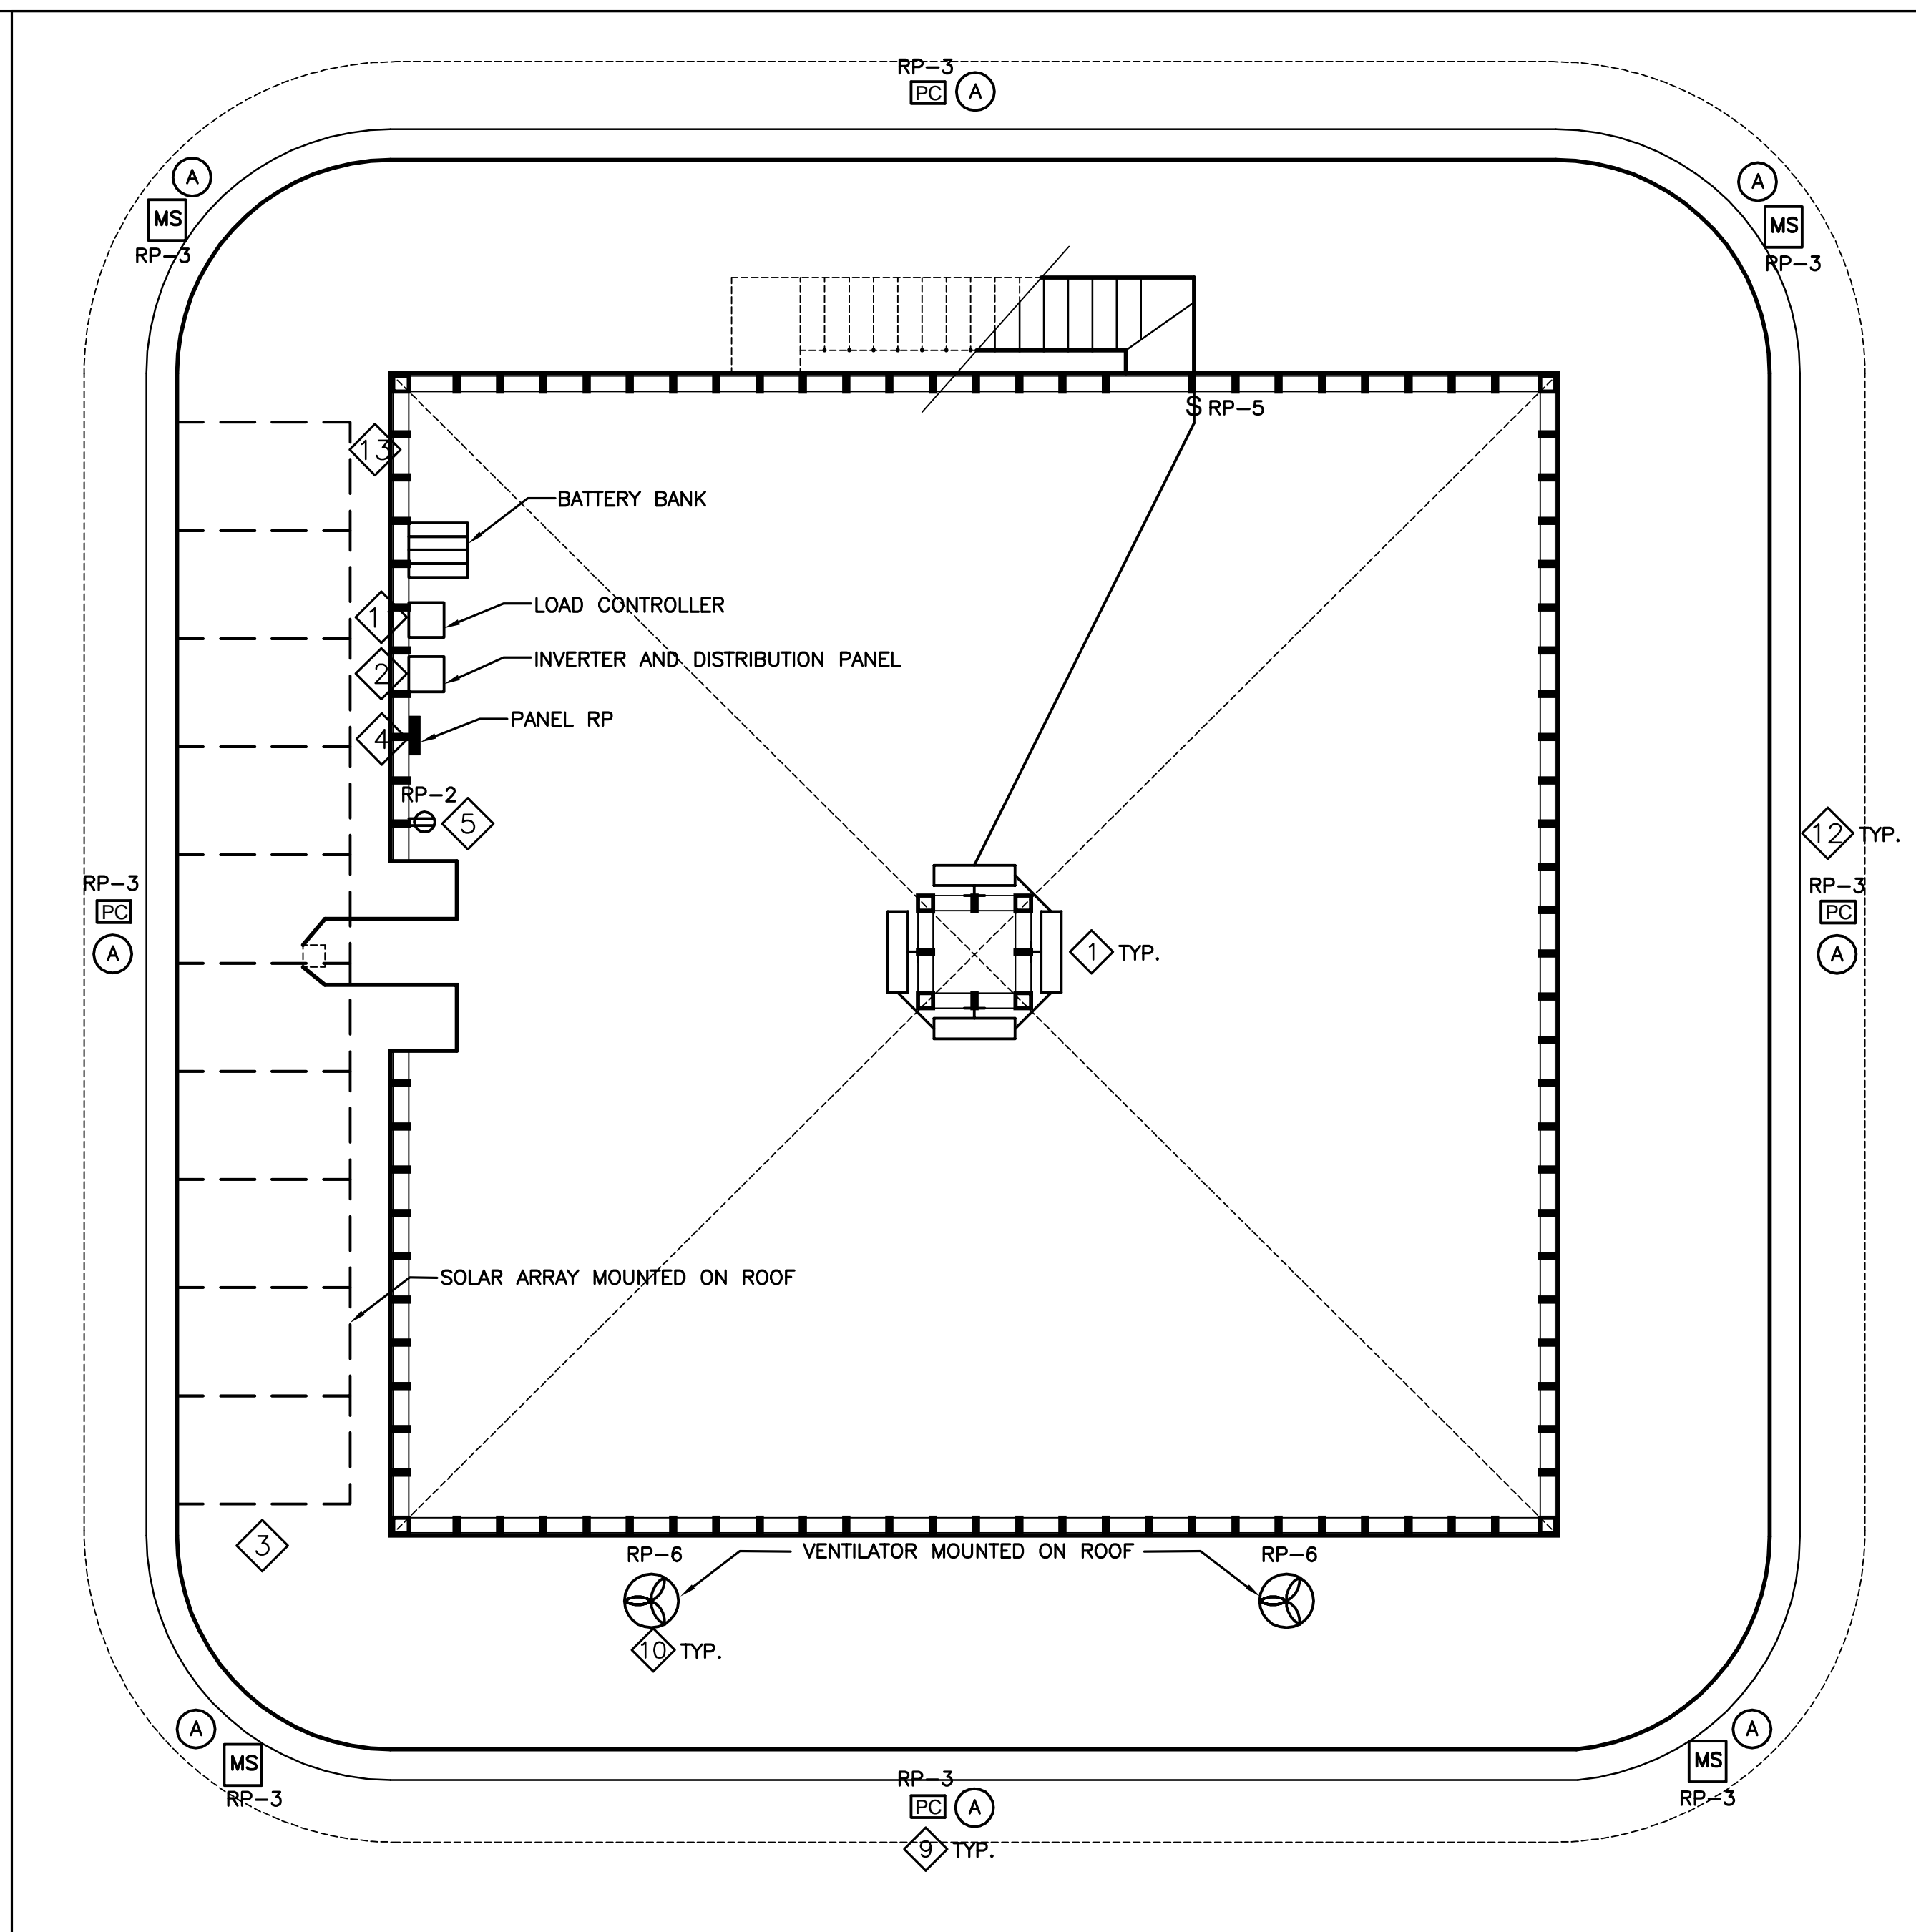 RP-3
PC A
A
MS
RP-3
A
MS
RP-3
S RP-5
13
BATTERY BANK
1
LOAD CONTROLLER
2
INVERTER AND DISTRIBUTION PANEL
4
PANEL RP
RP-2
5
12 TYP.
RP-3
PC
A
RP-3
PC
A
1 TYP.
SOLAR ARRAY MOUNTED ON ROOF
3
RP-6
VENTILATOR MOUNTED ON ROOF
RP-6
10 TYP.
A
MS
RP-3
A
MS
RP-3
RP-3
PC A
9 TYP.